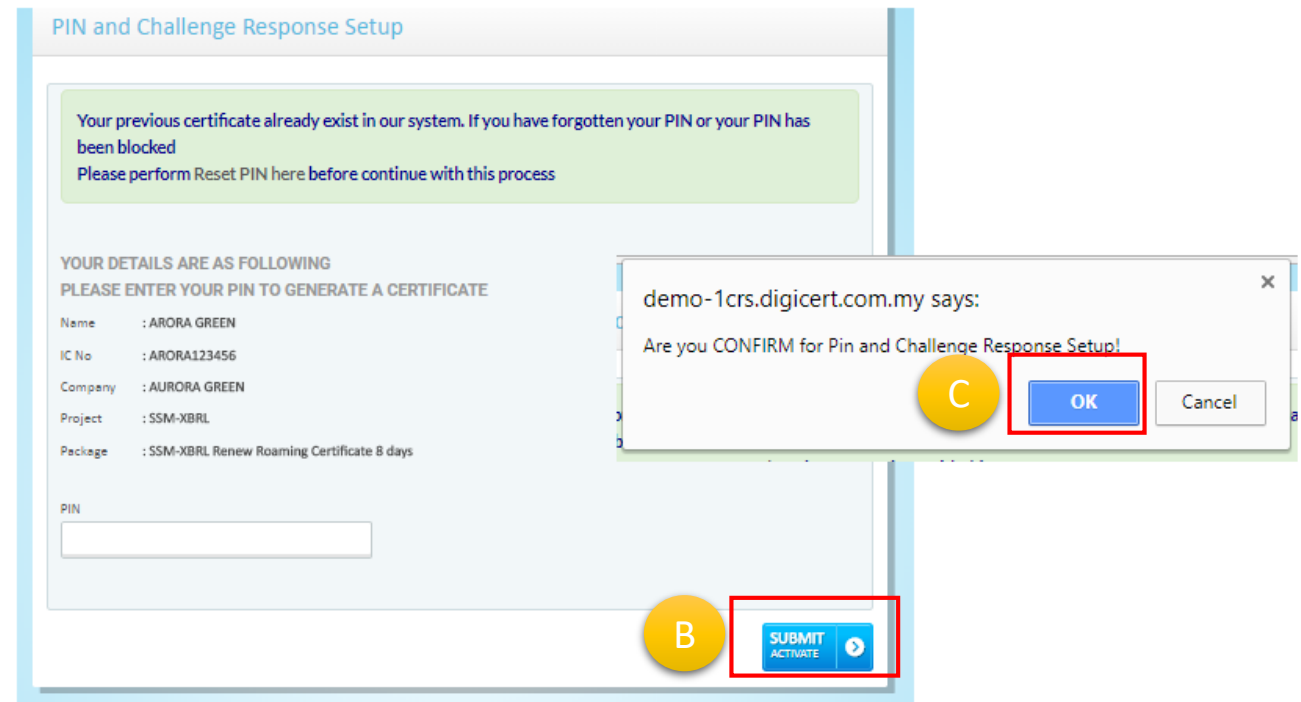 PIN and Challenge Response Setup
Your previous certificate already exist in our system. If you have forgotten your PIN or your PIN has
been blocked
Please perform Reset PIN here before continue with this process
YOUR DETAILS ARE AS FOLLOWING
PLEASE ENTER YOUR PIN TO GENERATE A CERTIFICATE
Name : ARORA GREEN
IC No : ARORA123456
Company : AURORA GREEN
Project : SSM-XBRL
Package : SSM-XBRL Renew Roaming Certificate 8 days
PIN
B
SUBMIT
ACTIVATE
demo-1crs.digicert.com.my says:
Are you CONFIRM for Pin and Challenge Response Setup!
C
OK
Cancel